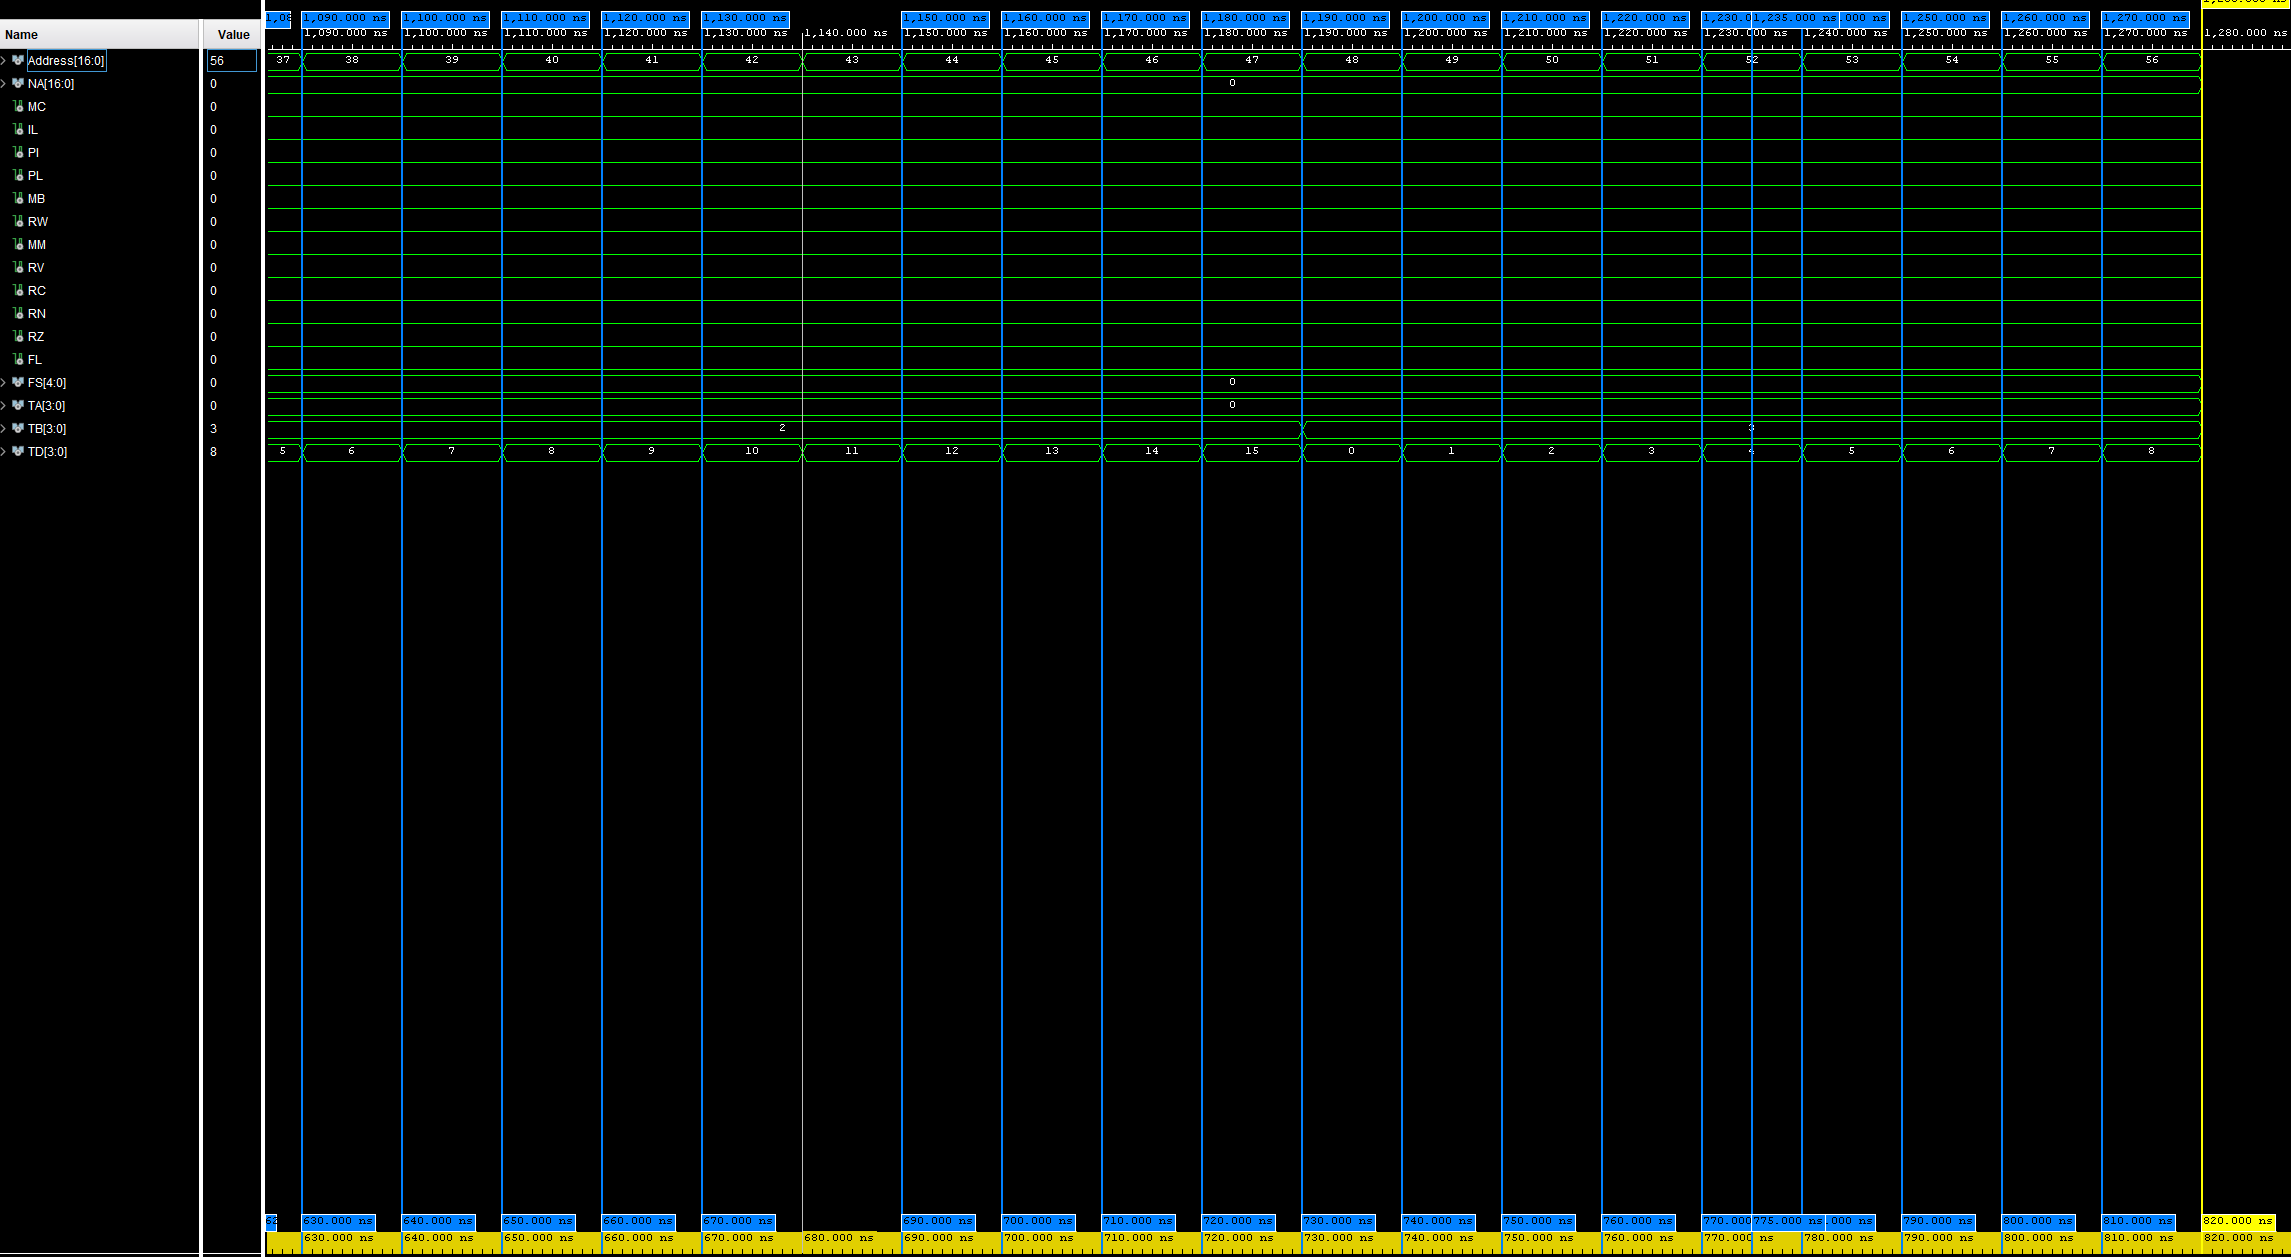 1,090.000 ns 1,100.000 ns 1,110.000 ns 1,120.000 ns 1,130.000 ns 1,150.000 ns 1,160.000 ns 1,170.000 ns 1,180.000 ns 1,190.000 ns 1,200.000 ns 1,210.000 ns 1,220.000 ns 1,235.000 ns .000 ns 1,250.000 ns 1,260.000 ns 1,270.000 ns
Name Value 1,090.000 ns 1,100.000 ns 1,110.000 ns 1,120.000 ns 1,130.000 ns 1,140.000 ns 1,150.000 ns 1,160.000 ns 1,170.000 ns 1,180.000 ns 1,190.000 ns 1,200.000 ns 1,210.000 ns 1,220.000 ns 1,230.000 ns 1,240.000 ns 1,250.000 ns 1,260.000 ns 1,270.000 ns 1,280.000 ns
Address[16:0] 56 37 38 39 40 41 42 43 44 45 46 47 48 49 50 51 52 53 54 55 56
NA[16:0] 0 0
MC 0
IL 0
PI 0
PL 0
MB 0
RW 0
MM 0
RV 0
RC 0
RN 0
RZ 0
FL 0
FS[4:0] 0 0
TA[3:0] 0 0
TB[3:0] 3 2 3
TD[3:0] 8 5 6 7 8 9 10 11 12 13 14 15 0 1 2 3 4 5 6 7 8
630.000 ns 640.000 ns 650.000 ns 660.000 ns 670.000 ns 690.000 ns 700.000 ns 710.000 ns 720.000 ns 730.000 ns 740.000 ns 750.000 ns 760.000 ns 770.00 775.000 ns .000 ns 790.000 ns 800.000 ns 810.000 ns 820.000 ns
630.000 ns 640.000 ns 650.000 ns 660.000 ns 670.000 ns 680.000 ns 690.000 ns 700.000 ns 710.000 ns 720.000 ns 730.000 ns 740.000 ns 750.000 ns 760.000 ns 770.000 ns 780.000 ns 790.000 ns 800.000 ns 810.000 ns 820.000 ns